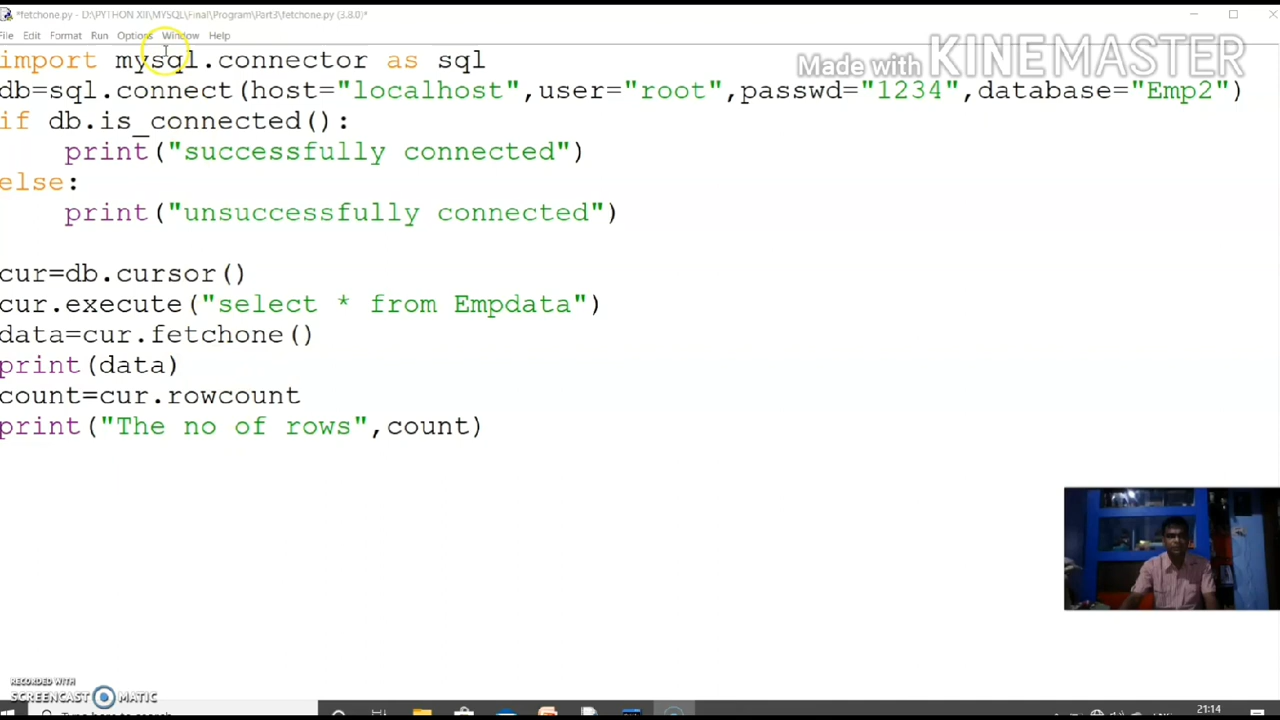 *fetchone.py - D:\PYTHON XII\MYSQL\Final\Program\Part3\fetchone.py (3.8.0)*
File Edit Format Run Options Window Help
Made with KINEMASTER
import mysql.connector as sql
db=sql.connect(host="localhost",user="root",passwd="1234",database="Emp2")
if db.is_connected():
    print("successfully connected")
else:
    print("unsuccessfully connected")
cur=db.cursor()
cur.execute("select * from Empdata")
data=cur.fetchone()
print(data)
count=cur.rowcount
print("The no of rows",count)
RECORDED WITH
SCREENCAST MATIC
Type here to search
21:14